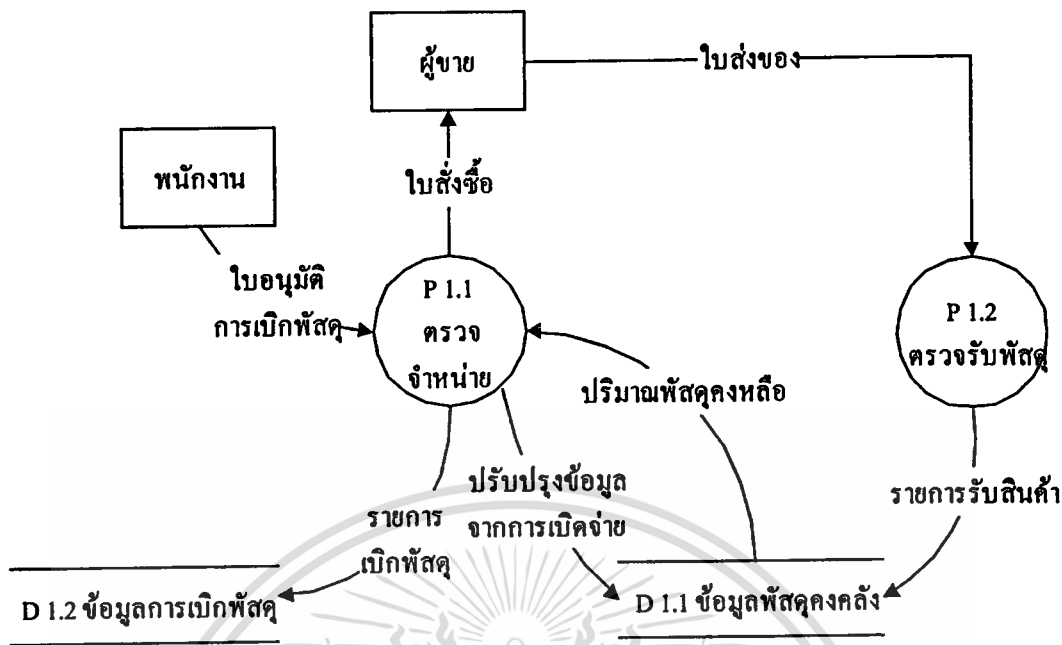 ผู้ขาย
ใบส่งของ
พนักงาน
ใบสั่งซื้อ
ใบอนุมัติ
การเบิกพัสดุ
P 1.1
ตรวจ
จำหน่าย
P 1.2
ตรวจรับพัสดุ
ปริมาณพัสดุคงหลือ
ปรับปรุงข้อมูล
จากการเบิดจ่าย
รายการรับสินค้า
รายการ
เบิกพัสดุ
D 1.2 ข้อมูลการเบิกพัสดุ
D 1.1 ข้อมูลพัสดุคงคลัง